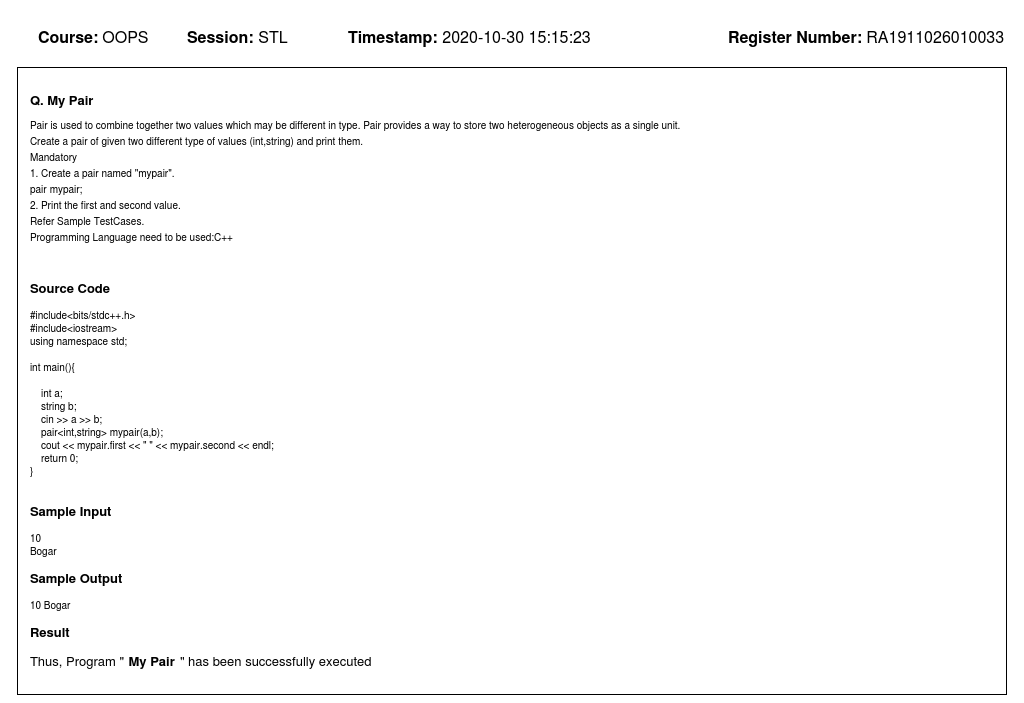 Course: OOPS Session: STL Timestamp: 2020-10-30 15:15:23 Register Number: RA1911026010033
Q. My Pair
Pair is used to combine together two values which may be different in type. Pair provides a way to store two heterogeneous objects as a single unit.
Create a pair of given two different type of values (int,string) and print them.
Mandatory
1. Create a pair named "mypair".
pair mypair;
2. Print the first and second value.
Refer Sample TestCases.
Programming Language need to be used:C++
Source Code
#include<bits/stdc++.h>
#include<iostream>
using namespace std;
int main(){
int a;
string b;
cin >> a >> b;
pair<int,string> mypair(a,b);
cout << mypair.first << " " << mypair.second << endl;
return 0;
}
Sample Input
10
Bogar
Sample Output
10 Bogar
Result
Thus, Program " My Pair " has been successfully executed